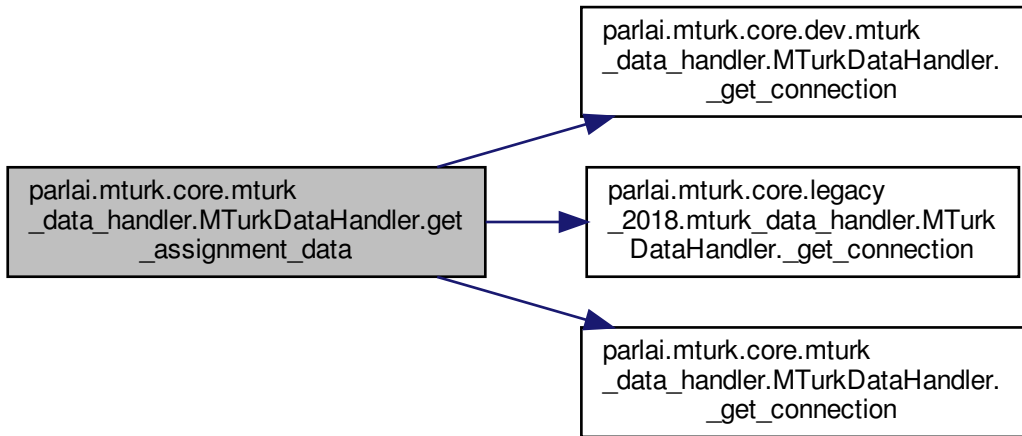 parlai.mturk.core.mturk
_data_handler.MTurkDataHandler.get
_assignment_data
parlai.mturk.core.dev.mturk
_data_handler.MTurkDataHandler.
_get_connection
parlai.mturk.core.legacy
_2018.mturk_data_handler.MTurk
DataHandler._get_connection
parlai.mturk.core.mturk
_data_handler.MTurkDataHandler.
_get_connection